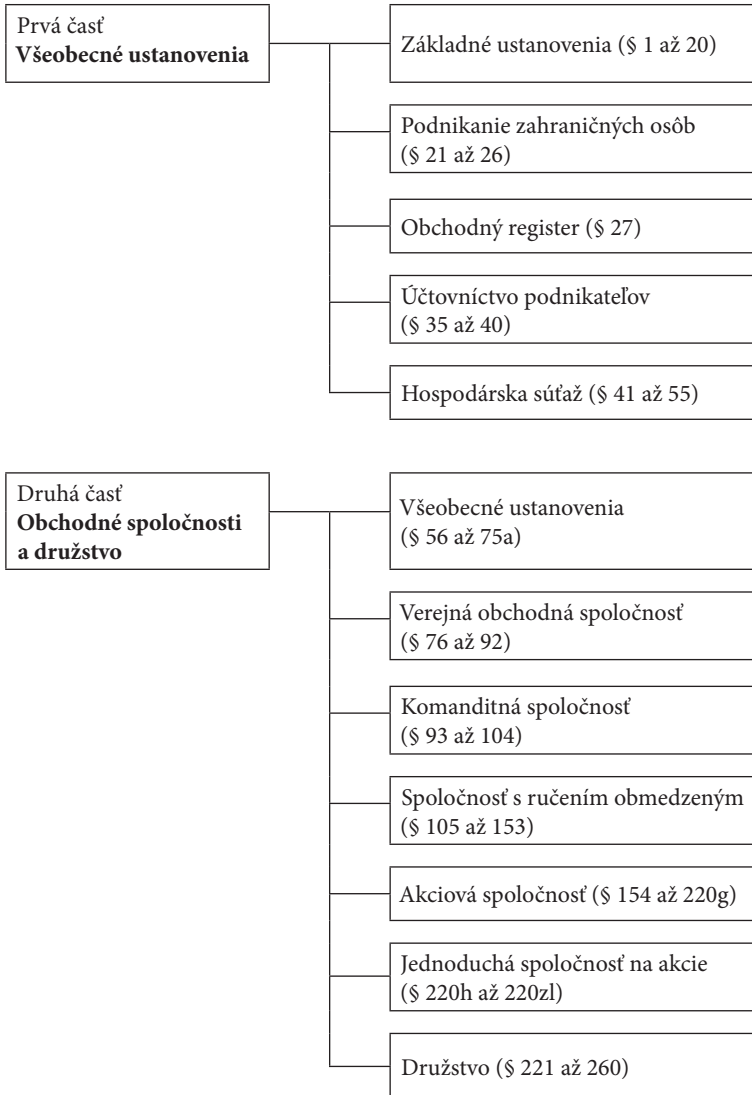 Prvá časť
Všeobecné ustanovenia
Základné ustanovenia (§ 1 až 20)
Podnikanie zahraničných osôb
(§ 21 až 26)
Obchodný register (§ 27)
Účtovníctvo podnikateľov
(§ 35 až 40)
Hospodárska súťaž (§ 41 až 55)
Druhá časť
Obchodné spoločnosti
a družstvo
Všeobecné ustanovenia
(§ 56 až 75a)
Verejná obchodná spoločnosť
(§ 76 až 92)
Komanditná spoločnosť
(§ 93 až 104)
Spoločnosť s ručením obmedzeným
(§ 105 až 153)
Akciová spoločnosť (§ 154 až 220g)
Jednoduchá spoločnosť na akcie
(§ 220h až 220zl)
Družstvo (§ 221 až 260)